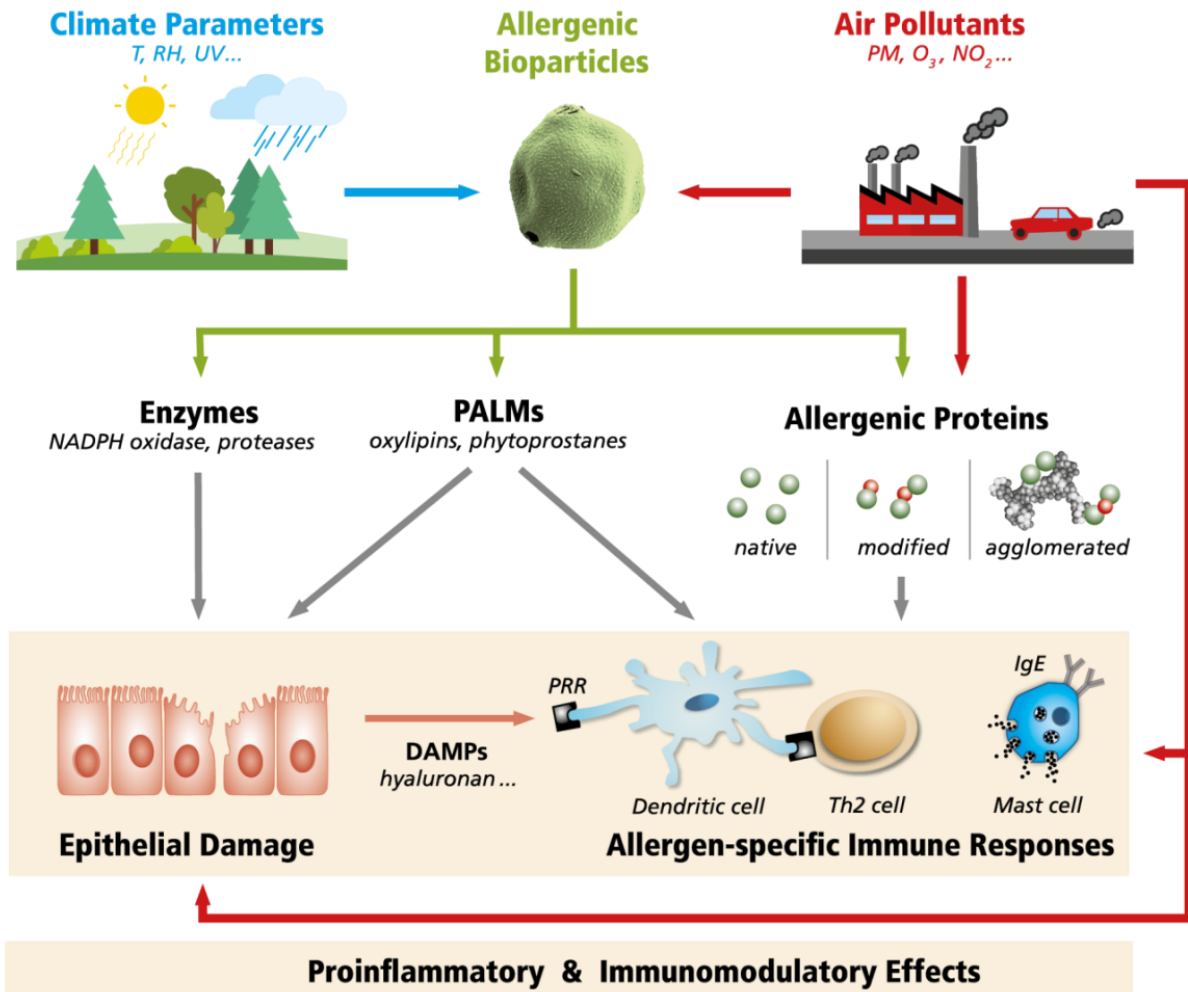 Climate Parameters
T, RH, UV...
Allergenic
Bioparticles
Air Pollutants
PM, O₃, NO₂...
Enzymes
NADPH oxidase, proteases
PALMs
oxylipins, phytoprostanes
Allergenic Proteins
native
modified
agglomerated
PRR
IgE
DAMPs
hyaluronan ...
Dendritic cell
Th2 cell
Mast cell
Epithelial Damage
Allergen-specific Immune Responses
Proinflammatory & Immunomodulatory Effects